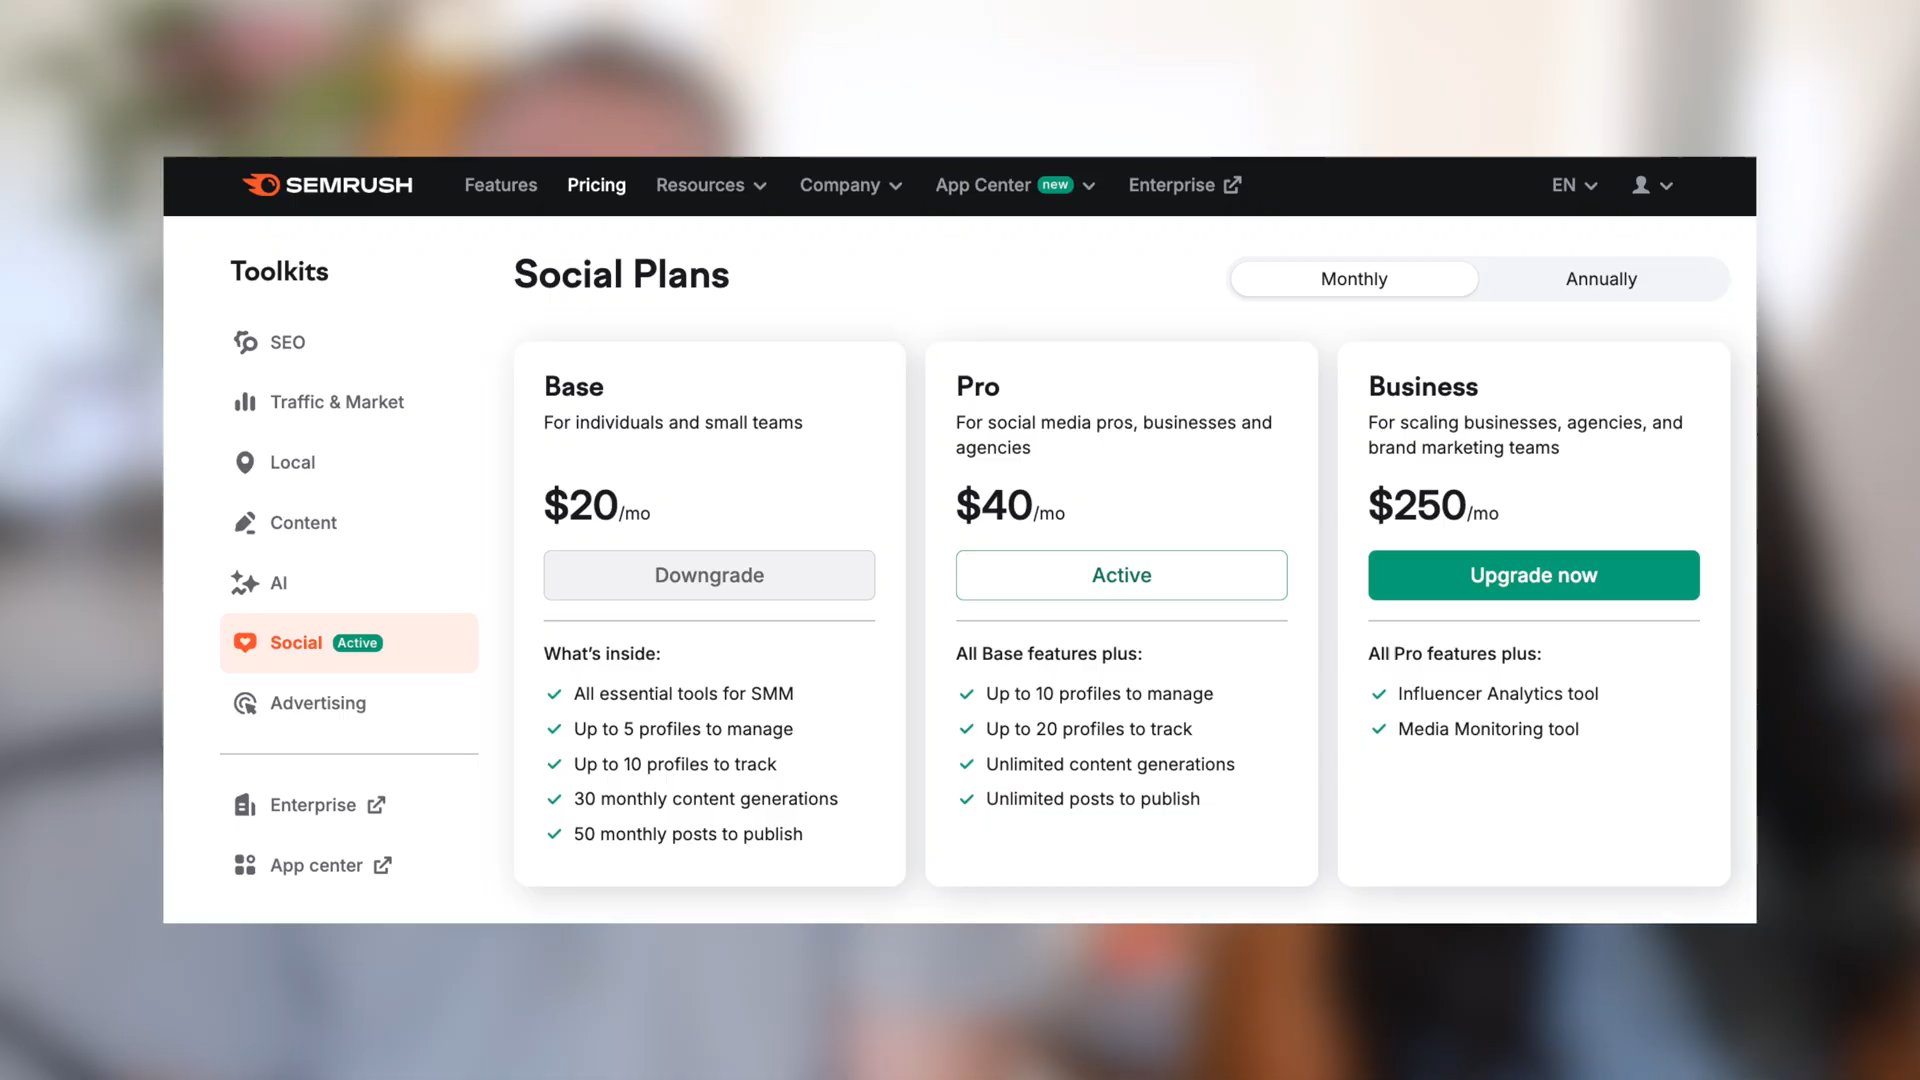 SEMRUSH Features Pricing Resources Company App Center new Enterprise EN
Toolkits
SEO
Traffic & Market
Local
Content
AI
Social Active
Advertising
Enterprise
App center
Social Plans
Monthly Annually
Base
For individuals and small teams
$20/mo
Downgrade
What's inside:
All essential tools for SMM
Up to 5 profiles to manage
Up to 10 profiles to track
30 monthly content generations
50 monthly posts to publish
Pro
For social media pros, businesses and
agencies
$40/mo
Active
All Base features plus:
Up to 10 profiles to manage
Up to 20 profiles to track
Unlimited content generations
Unlimited posts to publish
Business
For scaling businesses, agencies, and
brand marketing teams
$250/mo
Upgrade now
All Pro features plus:
Influencer Analytics tool
Media Monitoring tool